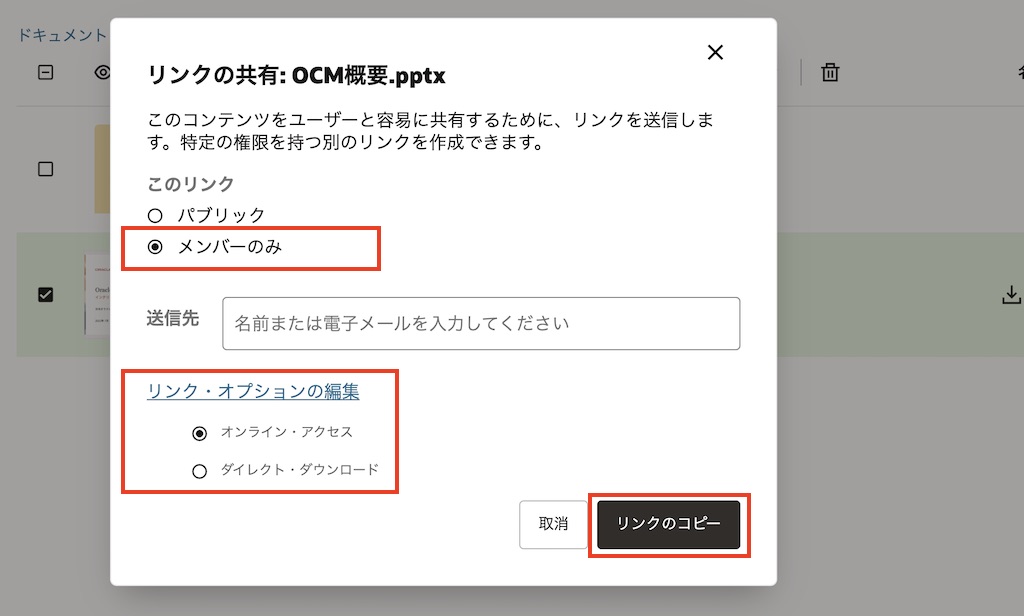 ドキュメント
リンクの共有: OCM概要.pptx
このコンテンツをユーザーと容易に共有するために、リンクを送信しま
す。特定の権限を持つ別のリンクを作成できます。
このリンク
パブリック
メンバーのみ
送信先
名前または電子メールを入力してください
リンク・オプションの編集
オンライン・アクセス
ダイレクト・ダウンロード
取消
リンクのコピー